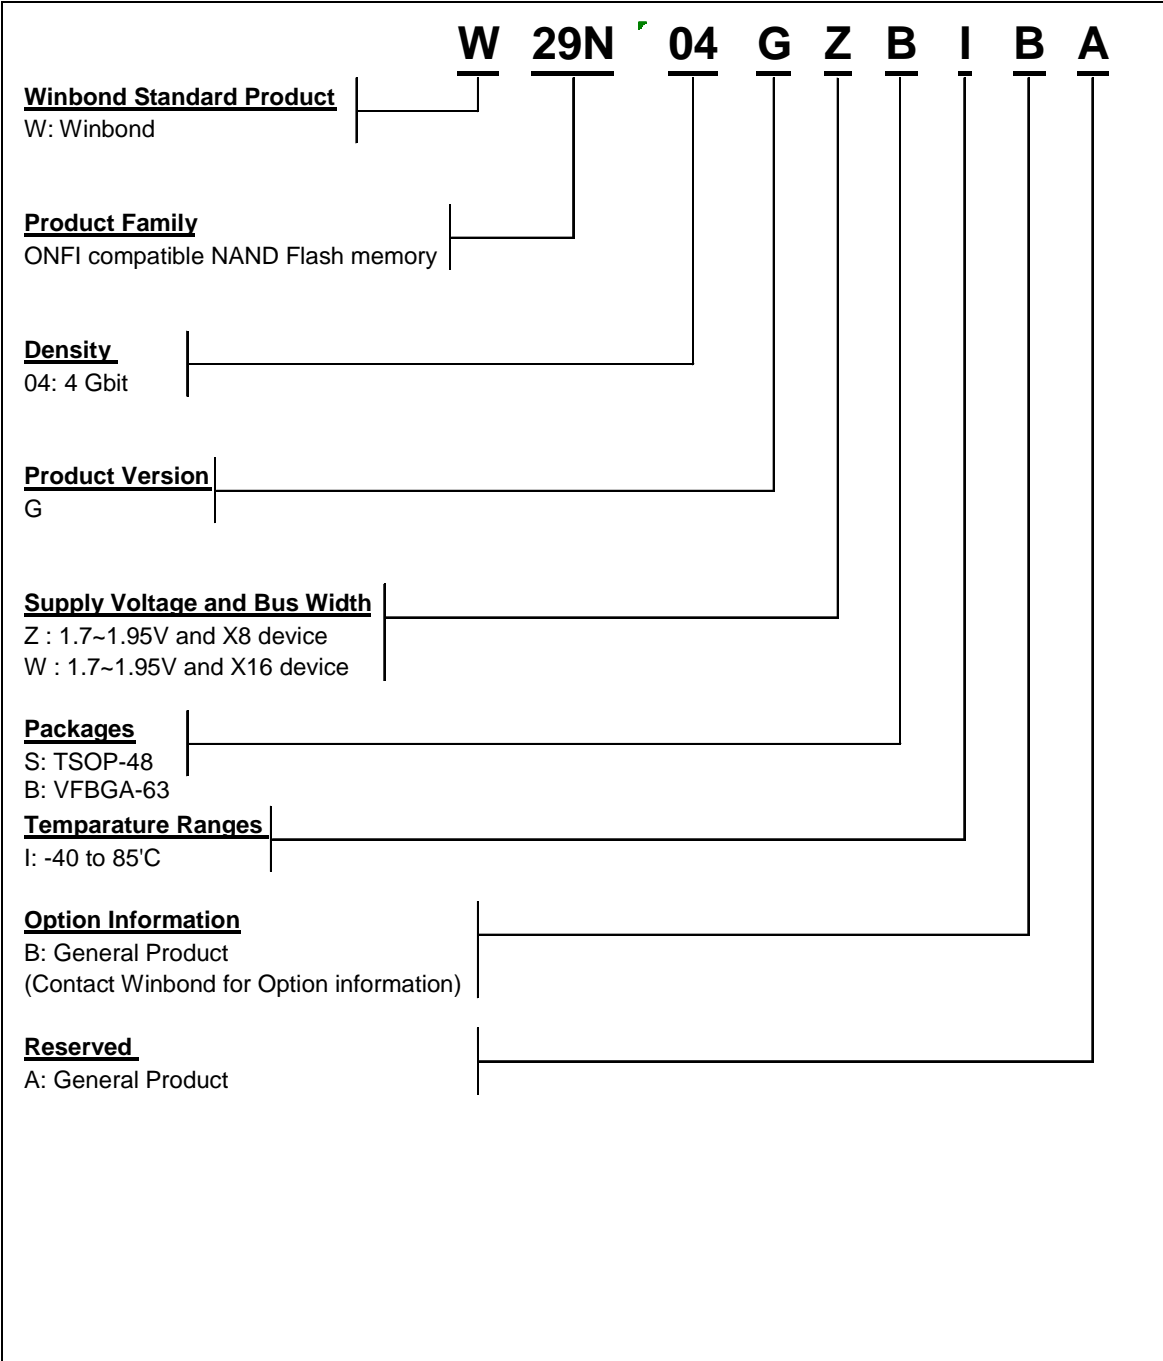 W 29N 04 G Z B I B A
Winbond Standard Product
W: Winbond
Product Family
ONFI compatible NAND Flash memory
Density
04: 4 Gbit
Product Version
G
Supply Voltage and Bus Width
Z : 1.7~1.95V and X8 device
W : 1.7~1.95V and X16 device
Packages
S: TSOP-48
B: VFBGA-63
Temparature Ranges
I: -40 to 85'C
Option Information
B: General Product
(Contact Winbond for Option information)
Reserved
A: General Product